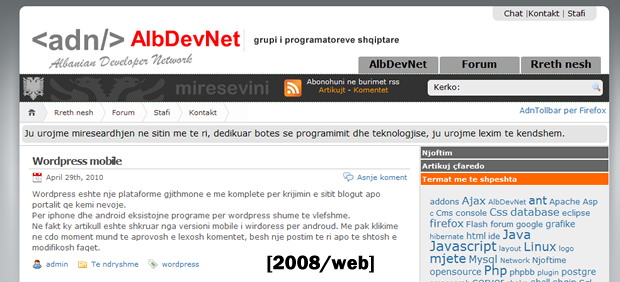 Chat |Kontakt | Stafi
<adn/> AlbDevNet
grupi i programatoreve shqiptare
Albanian Developer Network
AlbDevNet Forum Rreth nesh
miresevini
Abonohuni ne burimet rss
Artikujt - Komentet
Kerko:
Rreth nesh Forum Stafi Kontakt
AdnTollbar per Firefox
Ju urojme mireseardhjen ne sitin me te ri, dedikuar botes se programimit dhe teknologjise, ju urojme lexim te kendshem.
Wordpress mobile
April 29th, 2010
Asnje koment
Wordpress eshte nje plataforme gjithmone e me komplete per krijimin e sitit blogut apo
portalit qe kemi nevoje.
Per iphone dhe android eksistojne programe per wordpress shume te vlefshme.
Ne fakt ky artikull eshte shkruar nga versioni mobile i wirdoress per androud. Me pak klikime
ne cdo moment mund te aprovosh e lexosh komentet, besh nje postim te ri apo te shtosh e
modifikosh faqet.
admin Te ndryshme wordpress
[2008/web]
Njoftim
Artikuj çfaredo
Termat me te shpeshta
addons Ajax AlbDevNet ant Apache Asp
c Cms console Css database eclipse
firefox Flash forum google grafike
hibernate html ide Java
Javascript layout Linux logo
mjete Mysql Network Njoftime
opensource Php phpbb plugin postgre